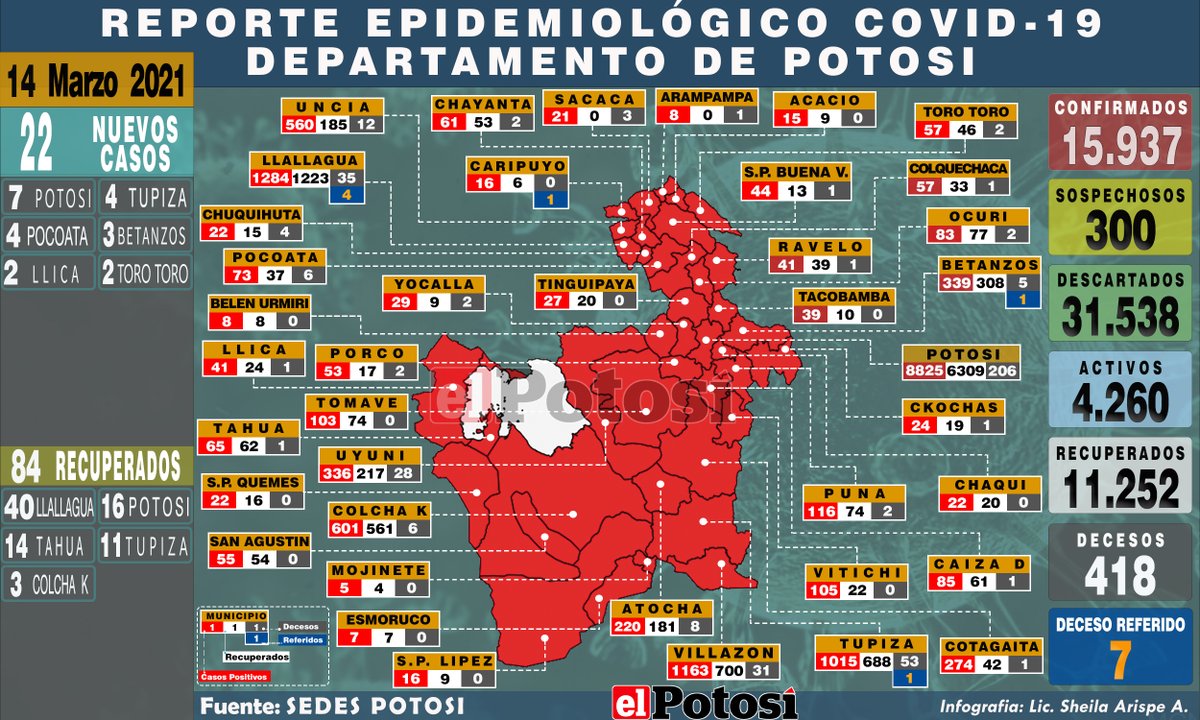 REPORTE EPIDEMIOLÓGICO COVID-19
DEPARTAMENTO DE POTOSI
14 Marzo 2021
22 NUEVOS CASOS
7 POTOSI 4 TUPIZA
4 POCOATA 3 BETANZOS
2 LLICA 2 TORO TORO
84 RECUPERADOS
40 LLALLAGUA 16 POTOSI
14 TAHUA 11 TUPIZA
3 COLCHA K
UNCIA
560 185 12
CHAYANTA
61 53 2
SACACA
21 0 3
ARAMPAMPA
8 0 1
ACACIO
15 9 0
TORO TORO
57 46 2
LLALLAGUA
1284 1223 35
4
CARIPUYO
16 6 0
1
S.P. BUENA V.
44 13 1
COLQUECHACA
57 33 1
CHUQUIHUTA
22 15 4
OCURI
83 77 2
POCOATA
73 37 6
RAVELO
41 39 1
YOCALLA
29 9 2
TINGUIPAYA
27 20 0
BETANZOS
339 308 5
1
BELEN URMIRI
8 8 0
TACOBAMBA
39 10 0
LLICA
41 24 1
PORCO
53 17 2
POTOSI
8825 6309 206
el Potosí
TOMAVE
103 74 0
CKOCHAS
24 19 1
TAHUA
65 62 1
UYUNI
336 217 28
S.P. QUEMES
22 16 0
PUNA
116 74 2
CHAQUI
22 20 0
COLCHA K
601 561 6
SAN AGUSTIN
55 54 0
MOJINETE
5 4 0
VITICHI
105 22 0
CAIZA D
85 61 1
ESMORUCO
7 7 0
ATOCHA
220 181 8
S.P. LIPEZ
16 9 0
VILLAZON
1163 700 31
TUPIZA
1015 688 53
1
COTAGAITA
274 42 1
MUNICIPIO
1 1 1
1
Decesos
Referidos
Recuperados
Casos Positivos
CONFIRMADOS
15.937
SOSPECHOSOS
300
DESCARTADOS
31.538
ACTIVOS
4.260
RECUPERADOS
11.252
DECESOS
418
DECESO REFERIDO
7
Fuente: SEDES POTOSI
el Potosí
Infografia: Lic. Sheila Arispe A.